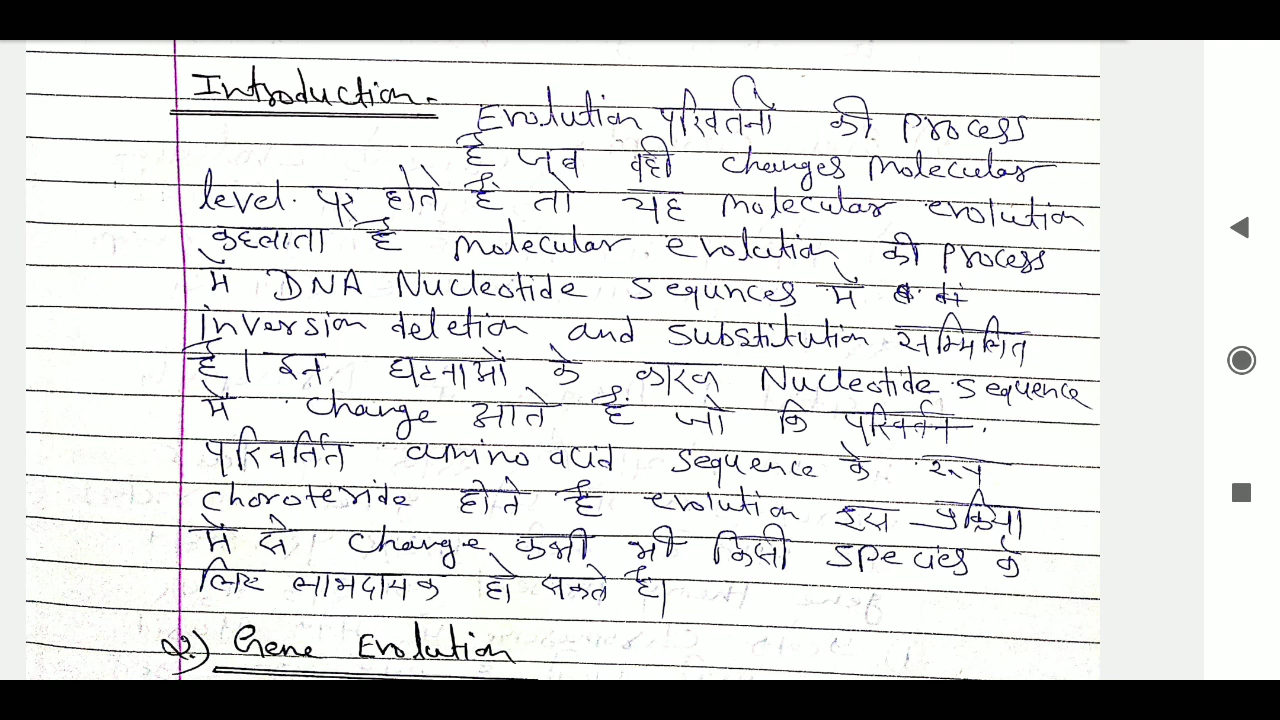 Introduction.
Evolution परिवर्तनों की process
है जब वही changes molecular
level. पर होते हैं तो यह molecular evolution
कहलाता है molecular evolution की process
में DNA Nucleotide sequnces में
inversion deletion and substitution सम्मिलित
है। इन घटनाओं के कारण Nucleotide sequence
में change आते हैं जो कि परिवर्तन.
परिवर्तित amino acid sequence के रूप
choroteride होते है evolution इस प्रक्रिया
में से change कभी भी किसी species के
लिए लाभदायक हो सकते है।
2.) Gene Evolution